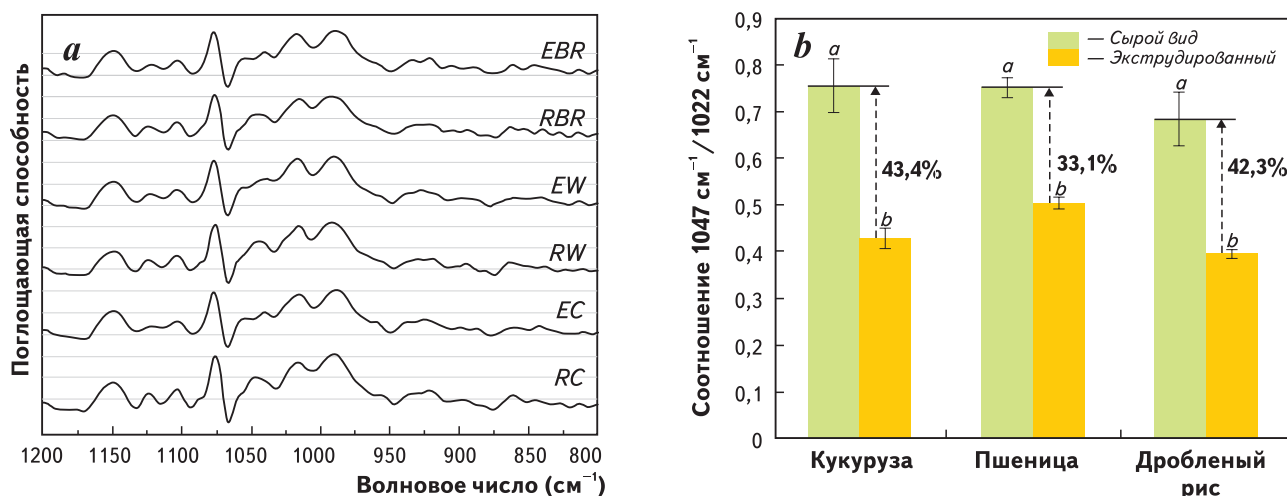 a
Поглощающая способность
EBR
RBR
EW
RW
EC
RC
1200 1150 1100 1050 1000 950 900 850 800
Волновое число (см⁻¹)
b
Соотношение 1047 см⁻¹ / 1022 см⁻¹
0,9
0,8
0,7
0,6
0,5
0,4
0,3
0,2
0,1
0
— Сырой вид
— Экструдированный
a
43,4%
b
a
33,1%
b
a
42,3%
b
Кукуруза
Пшеница
Дробленый
рис